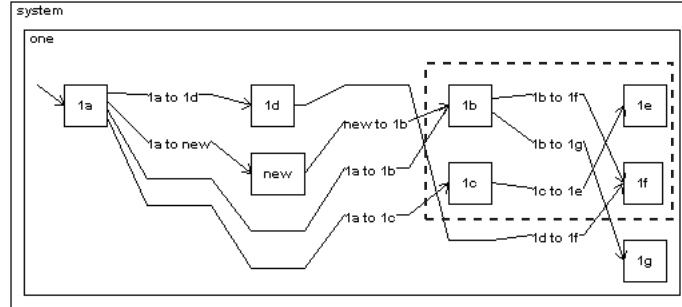 system
one
1a
1a to 1d
1d
1b
1b to 1f
1e
1a to new
new
new to 1b
1b to 1g
1a to 1b
1c
1c to 1e
1f
1a to 1c
1d to 1f
1g